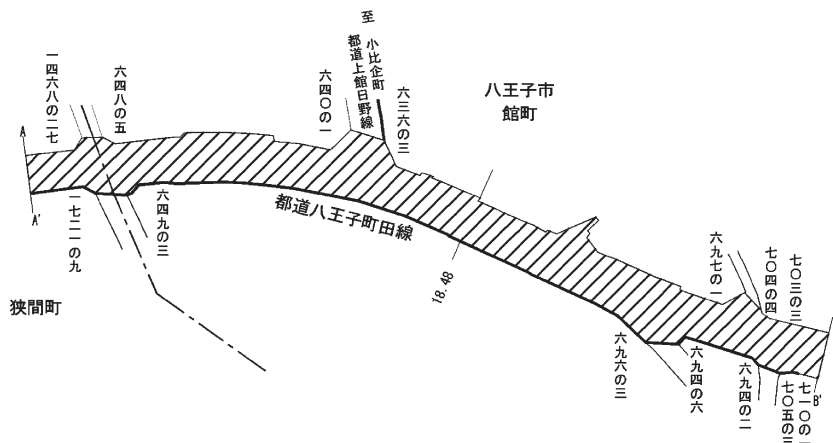 至 小比企町
都道上館日野線
八王子市
館町
一四六八の二七
六四八の五
六四〇の一
六三六の三
A
A'
一七二一の九
六四九の三
都道八王子町田線
18.48
狭間町
六九七の一
七〇四の四
七〇三の三
六九六の三
六九四の六
六九四の二
七〇五の三
七一〇の一
B'